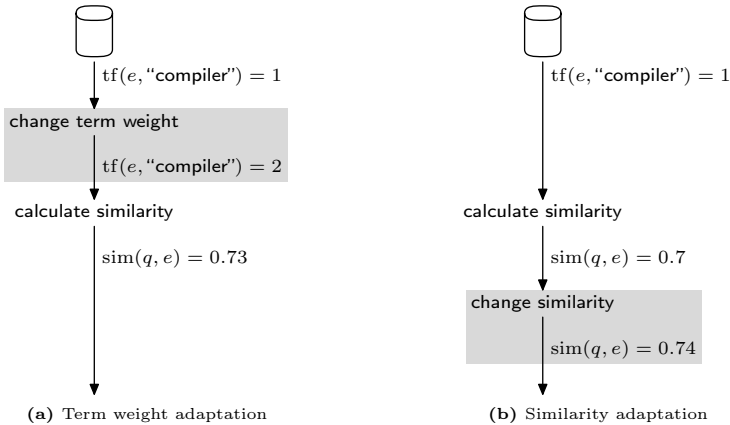 tf(e, “compiler”) = 1
change term weight
tf(e, “compiler”) = 2
calculate similarity
sim(q, e) = 0.73
(a) Term weight adaptation
tf(e, “compiler”) = 1
calculate similarity
sim(q, e) = 0.7
change similarity
sim(q, e) = 0.74
(b) Similarity adaptation